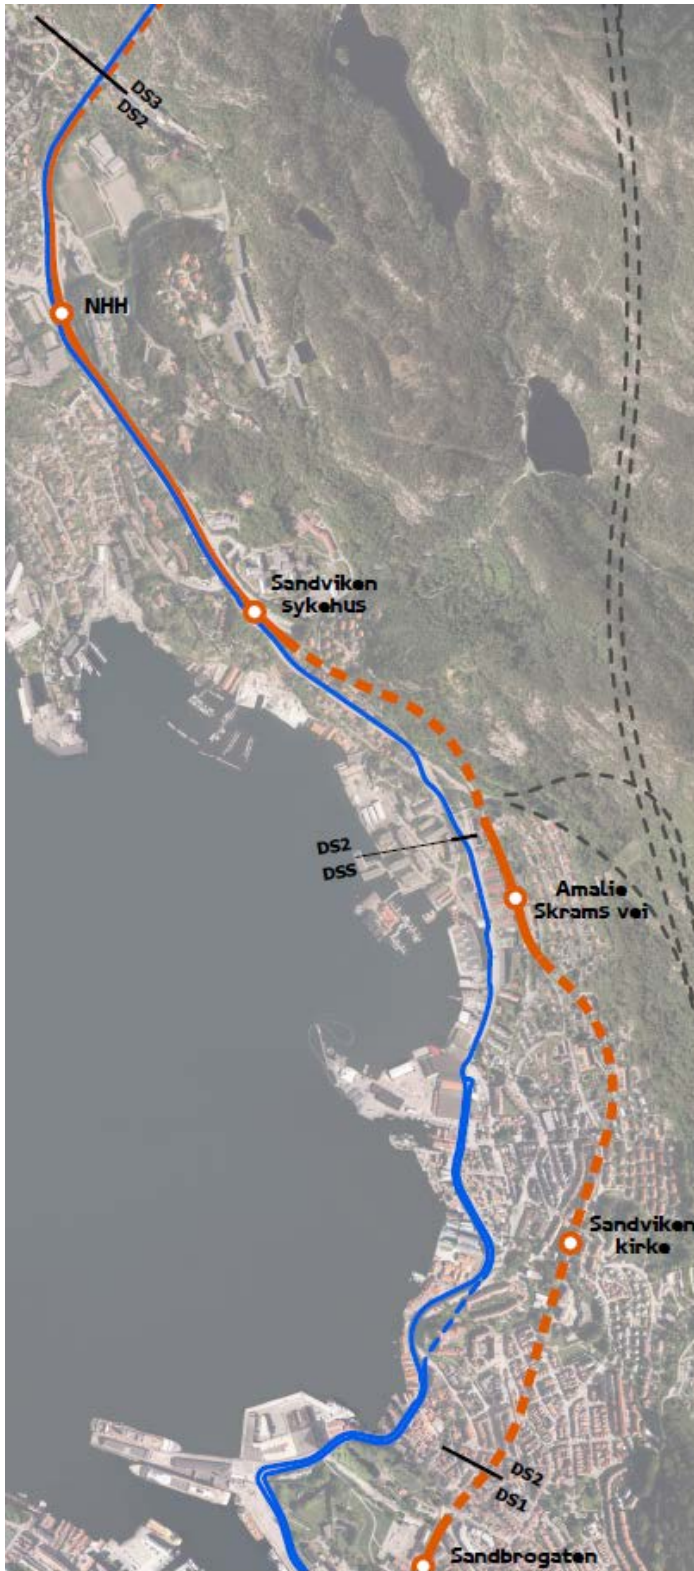 DS3
DS2
NHH
Sandviken
sykehus
DS2
DSS
Amalie
Skrams vei
Sandviken
kirke
DS2
DS1
Sandbrogaten